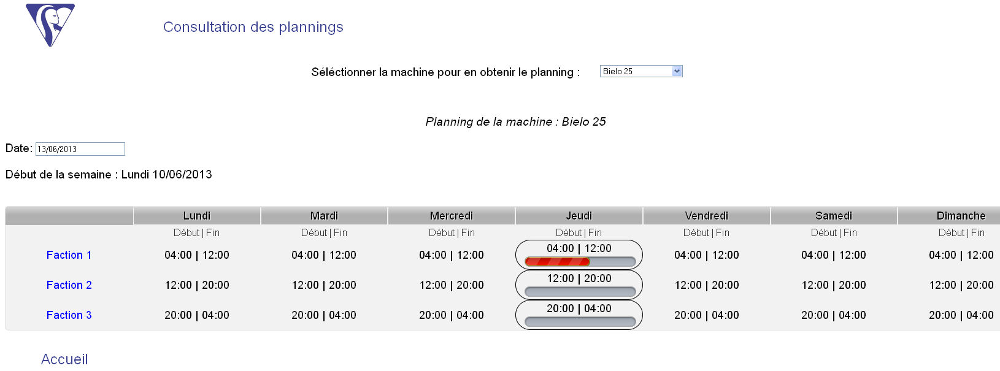 Consultation des plannings
Séléctionner la machine pour en obtenir le planning : Bielo 25
Planning de la machine : Bielo 25
Date: 13/06/2013
Début de la semaine : Lundi 10/06/2013
Lundi Mardi Mercredi Jeudi Vendredi Samedi Dimanche
Début | Fin Début | Fin Début | Fin Début | Fin Début | Fin Début | Fin Début | Fin
Faction 1 04:00 | 12:00 04:00 | 12:00 04:00 | 12:00 04:00 | 12:00 04:00 | 12:00 04:00 | 12:00 04:00 | 12:00
Faction 2 12:00 | 20:00 12:00 | 20:00 12:00 | 20:00 12:00 | 20:00 12:00 | 20:00 12:00 | 20:00 12:00 | 20:00
Faction 3 20:00 | 04:00 20:00 | 04:00 20:00 | 04:00 20:00 | 04:00 20:00 | 04:00 20:00 | 04:00 20:00 | 04:00
Accueil